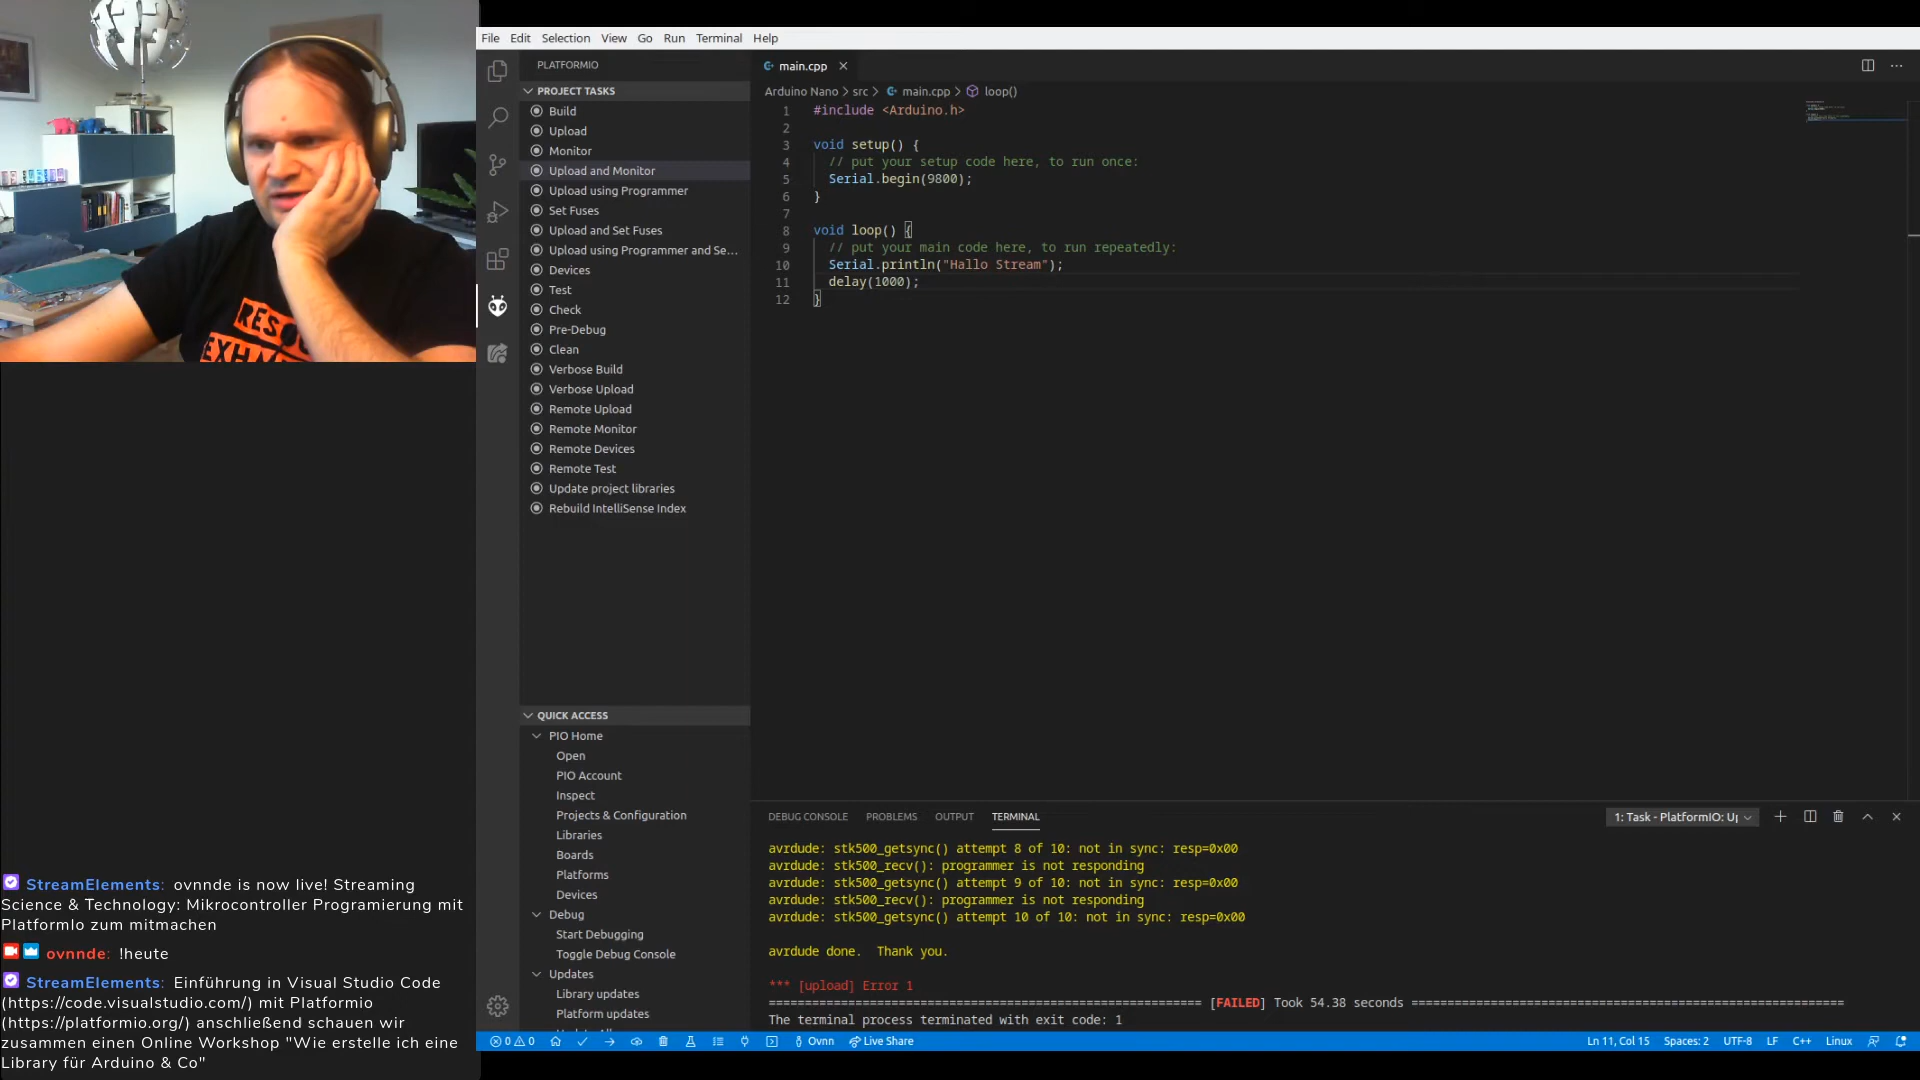 File Edit Selection View Go Run Terminal Help
PLATFORMIO
PROJECT TASKS
Build
Upload
Monitor
Upload and Monitor
Upload using Programmer
Set Fuses
Upload and Set Fuses
Upload using Programmer and Se...
Devices
Test
Check
Pre-Debug
Clean
Verbose Build
Verbose Upload
Remote Upload
Remote Monitor
Remote Devices
Remote Test
Update project libraries
Rebuild IntelliSense Index
QUICK ACCESS
PIO Home
Open
PIO Account
Inspect
Projects & Configuration
Libraries
Boards
Platforms
Devices
Debug
Start Debugging
Toggle Debug Console
Updates
Library updates
Platform updates
main.cpp
Arduino Nano > src > main.cpp > loop()
1 #include <Arduino.h>
2
3 void setup() {
4 // put your setup code here, to run once:
5 Serial.begin(9800);
6 }
7
8 void loop() {
9 // put your main code here, to run repeatedly:
10 Serial.println("Hallo Stream");
11 delay(1000);
12 }
DEBUG CONSOLE PROBLEMS OUTPUT TERMINAL
1: Task - PlatformIO: U
avrdude: stk500_getsync() attempt 8 of 10: not in sync: resp=0x00
avrdude: stk500_recv(): programmer is not responding
avrdude: stk500_getsync() attempt 9 of 10: not in sync: resp=0x00
avrdude: stk500_recv(): programmer is not responding
avrdude: stk500_getsync() attempt 10 of 10: not in sync: resp=0x00
avrdude done.  Thank you.
*** [upload] Error 1
[FAILED] Took 54.38 seconds
The terminal process terminated with exit code: 1
0 0 Ovnn Live Share
Ln 11, Col 15 Spaces: 2 UTF-8 LF C++ Linux
StreamElements: ovnnde is now live! Streaming
Science & Technology: Mikrocontroller Programierung mit
PlatformIo zum mitmachen
ovnnde: !heute
StreamElements: Einführung in Visual Studio Code
(https://code.visualstudio.com/) mit Platformio
(https://platformio.org/) anschließend schauen wir
zusammen einen Online Workshop "Wie erstelle ich eine
Library für Arduino & Co"